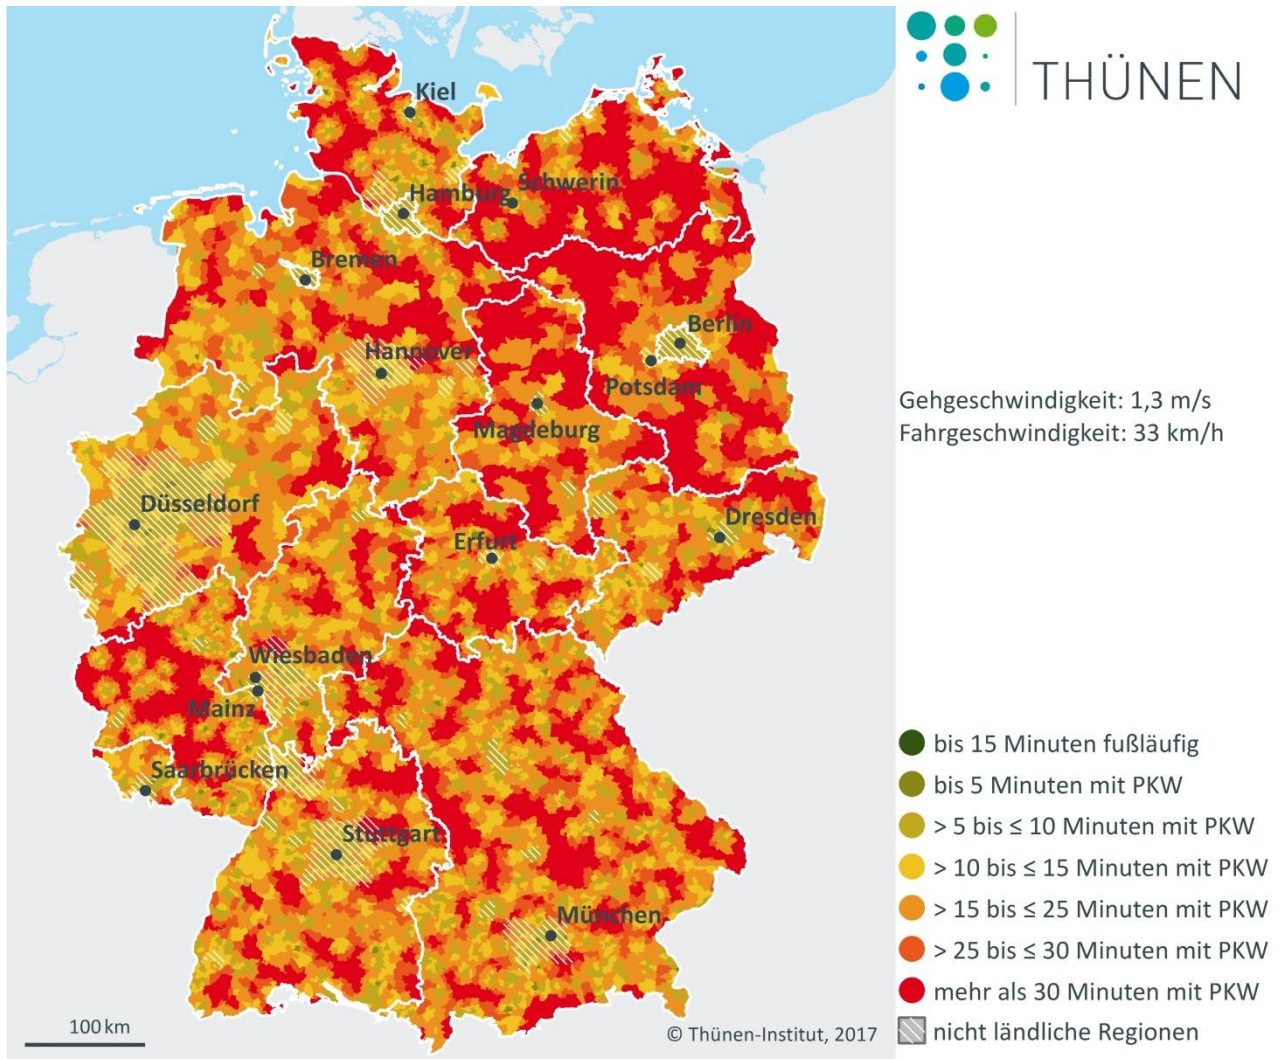 THÜNEN
Kiel
Schwerin
Hamburg
Bremen
Berlin
Hannover
Potsdam
Magdeburg
Düsseldorf
Dresden
Erfurt
Wiesbaden
Mainz
Saarbrücken
Stuttgart
München
Gehgeschwindigkeit: 1,3 m/s
Fahrgeschwindigkeit: 33 km/h
bis 15 Minuten fußläufig
bis 5 Minuten mit PKW
> 5 bis ≤ 10 Minuten mit PKW
> 10 bis ≤ 15 Minuten mit PKW
> 15 bis ≤ 25 Minuten mit PKW
> 25 bis ≤ 30 Minuten mit PKW
mehr als 30 Minuten mit PKW
nicht ländliche Regionen
100 km
© Thünen-Institut, 2017